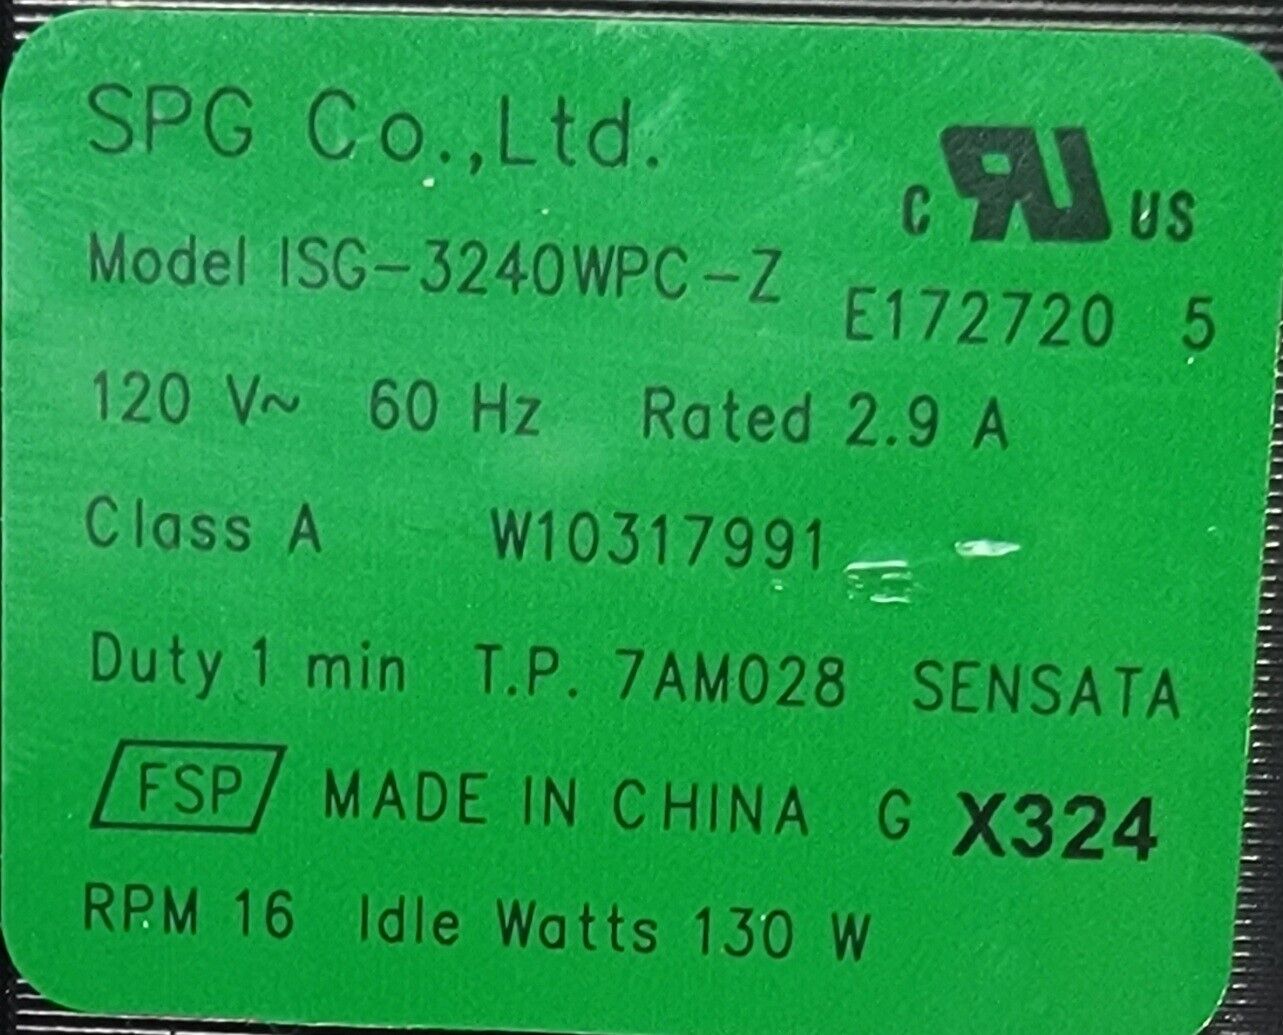 SPG Co.,Ltd.
c RU US
Model ISG-3240WPC-Z E172720 5
120 V~ 60 Hz Rated 2.9 A
Class A W10317991
Duty 1 min T.P. 7AM028 SENSATA
FSP MADE IN CHINA G X324
RPM 16 Idle Watts 130 W